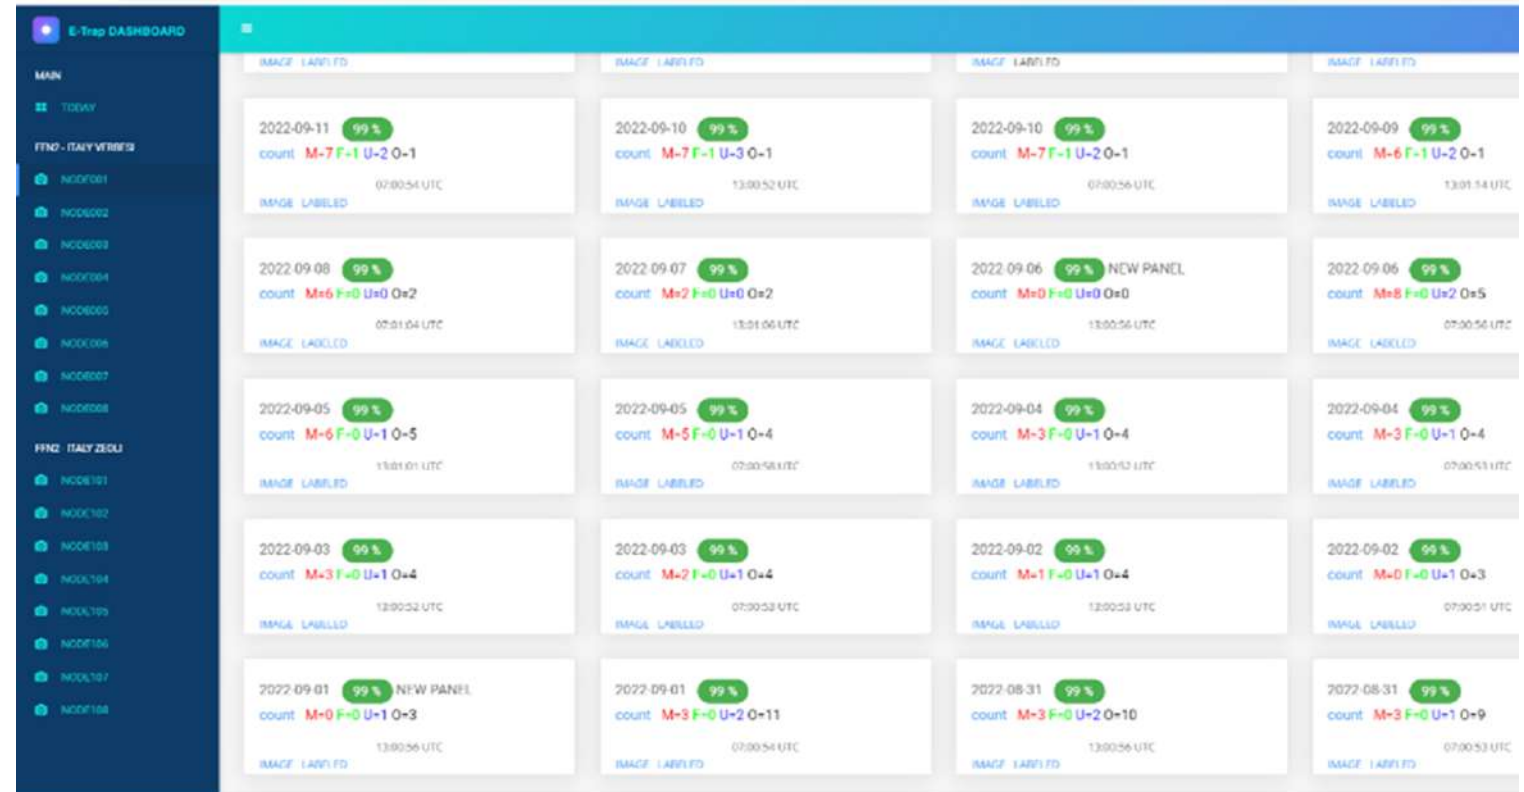 E-Trap DASHBOARD
MAIN
TODAY
FFN2 - ITALY VERBESI
NODE001
NODE002
NODE003
NODE004
NODE005
NODE006
NODE007
NODE008
FFN2 - ITALY ZEOLI
NODE101
NODE102
NODE103
NODE104
NODE105
NODE106
NODE107
NODE108
IMAGE LABELED
IMAGE LABELED
IMAGE LABELED
IMAGE LABELED
2022-09-11 99 %
count M=7 F=1 U=2 O=1
07:00:54 UTC
IMAGE LABELED
2022-09-10 99 %
count M=7 F=1 U=3 O=1
13:00:52 UTC
IMAGE LABELED
2022-09-10 99 %
count M=7 F=1 U=2 O=1
07:00:56 UTC
IMAGE LABELED
2022-09-09 99 %
count M=6 F=1 U=2 O=1
13:01:14 UTC
IMAGE LABELED
2022-09-08 99 %
count M=6 F=0 U=0 O=2
07:01:04 UTC
IMAGE LABELED
2022-09-07 99 %
count M=2 F=0 U=0 O=2
13:01:06 UTC
IMAGE LABELED
2022-09-06 99 % NEW PANEL
count M=0 F=0 U=0 O=0
13:00:56 UTC
IMAGE LABELED
2022-09-06 99 %
count M=8 F=0 U=2 O=5
07:00:56 UTC
IMAGE LABELED
2022-09-05 99 %
count M=6 F=0 U=1 O=5
13:01:01 UTC
IMAGE LABELED
2022-09-05 99 %
count M=5 F=0 U=1 O=4
07:00:58 UTC
IMAGE LABELED
2022-09-04 99 %
count M=3 F=0 U=1 O=4
13:00:52 UTC
IMAGE LABELED
2022-09-04 99 %
count M=3 F=0 U=1 O=4
07:00:53 UTC
IMAGE LABELED
2022-09-03 99 %
count M=3 F=0 U=1 O=4
13:00:52 UTC
IMAGE LABELED
2022-09-03 99 %
count M=2 F=0 U=1 O=4
07:00:53 UTC
IMAGE LABELED
2022-09-02 99 %
count M=1 F=0 U=1 O=4
13:00:53 UTC
IMAGE LABELED
2022-09-02 99 %
count M=0 F=0 U=1 O=3
07:00:51 UTC
IMAGE LABELED
2022-09-01 99 % NEW PANEL
count M=0 F=0 U=1 O=3
13:00:56 UTC
IMAGE LABELED
2022-09-01 99 %
count M=3 F=0 U=2 O=11
07:00:54 UTC
IMAGE LABELED
2022-08-31 99 %
count M=3 F=0 U=2 O=10
13:00:56 UTC
IMAGE LABELED
2022-08-31 99 %
count M=3 F=0 U=1 O=9
07:00:53 UTC
IMAGE LABELED